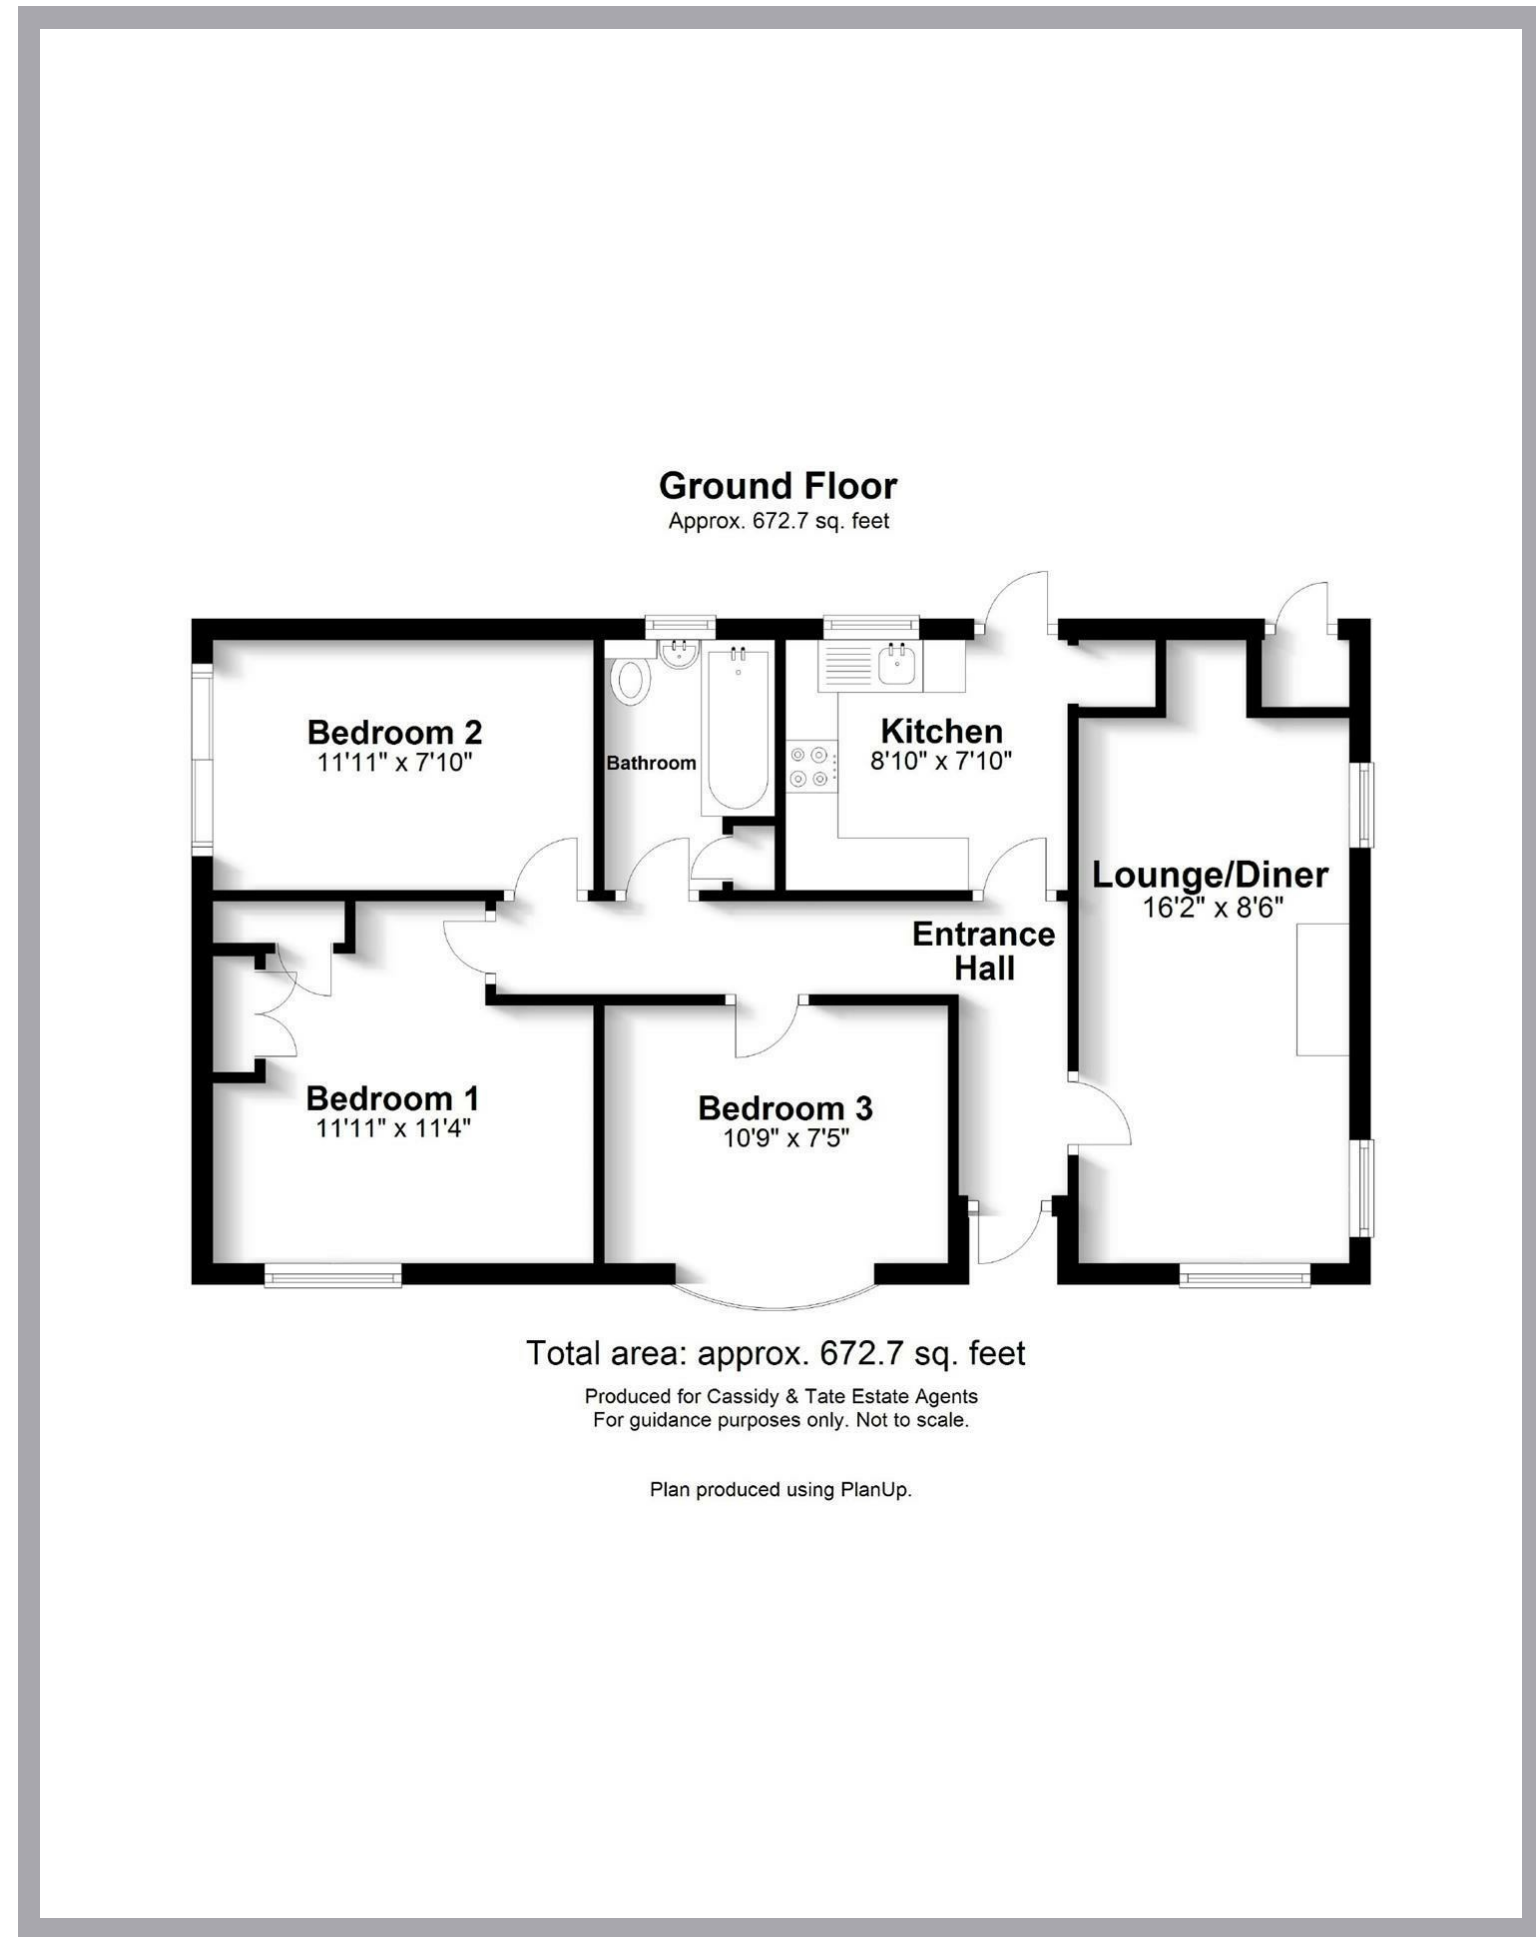 Ground Floor
Approx. 672.7 sq. feet
Bedroom 2
11'11" x 7'10"
Bathroom
Kitchen
8'10" x 7'10"
Lounge/Diner
16'2" x 8'6"
Entrance
Hall
Bedroom 1
11'11" x 11'4"
Bedroom 3
10'9" x 7'5"
Total area: approx. 672.7 sq. feet
Produced for Cassidy & Tate Estate Agents
For guidance purposes only. Not to scale.
Plan produced using PlanUp.